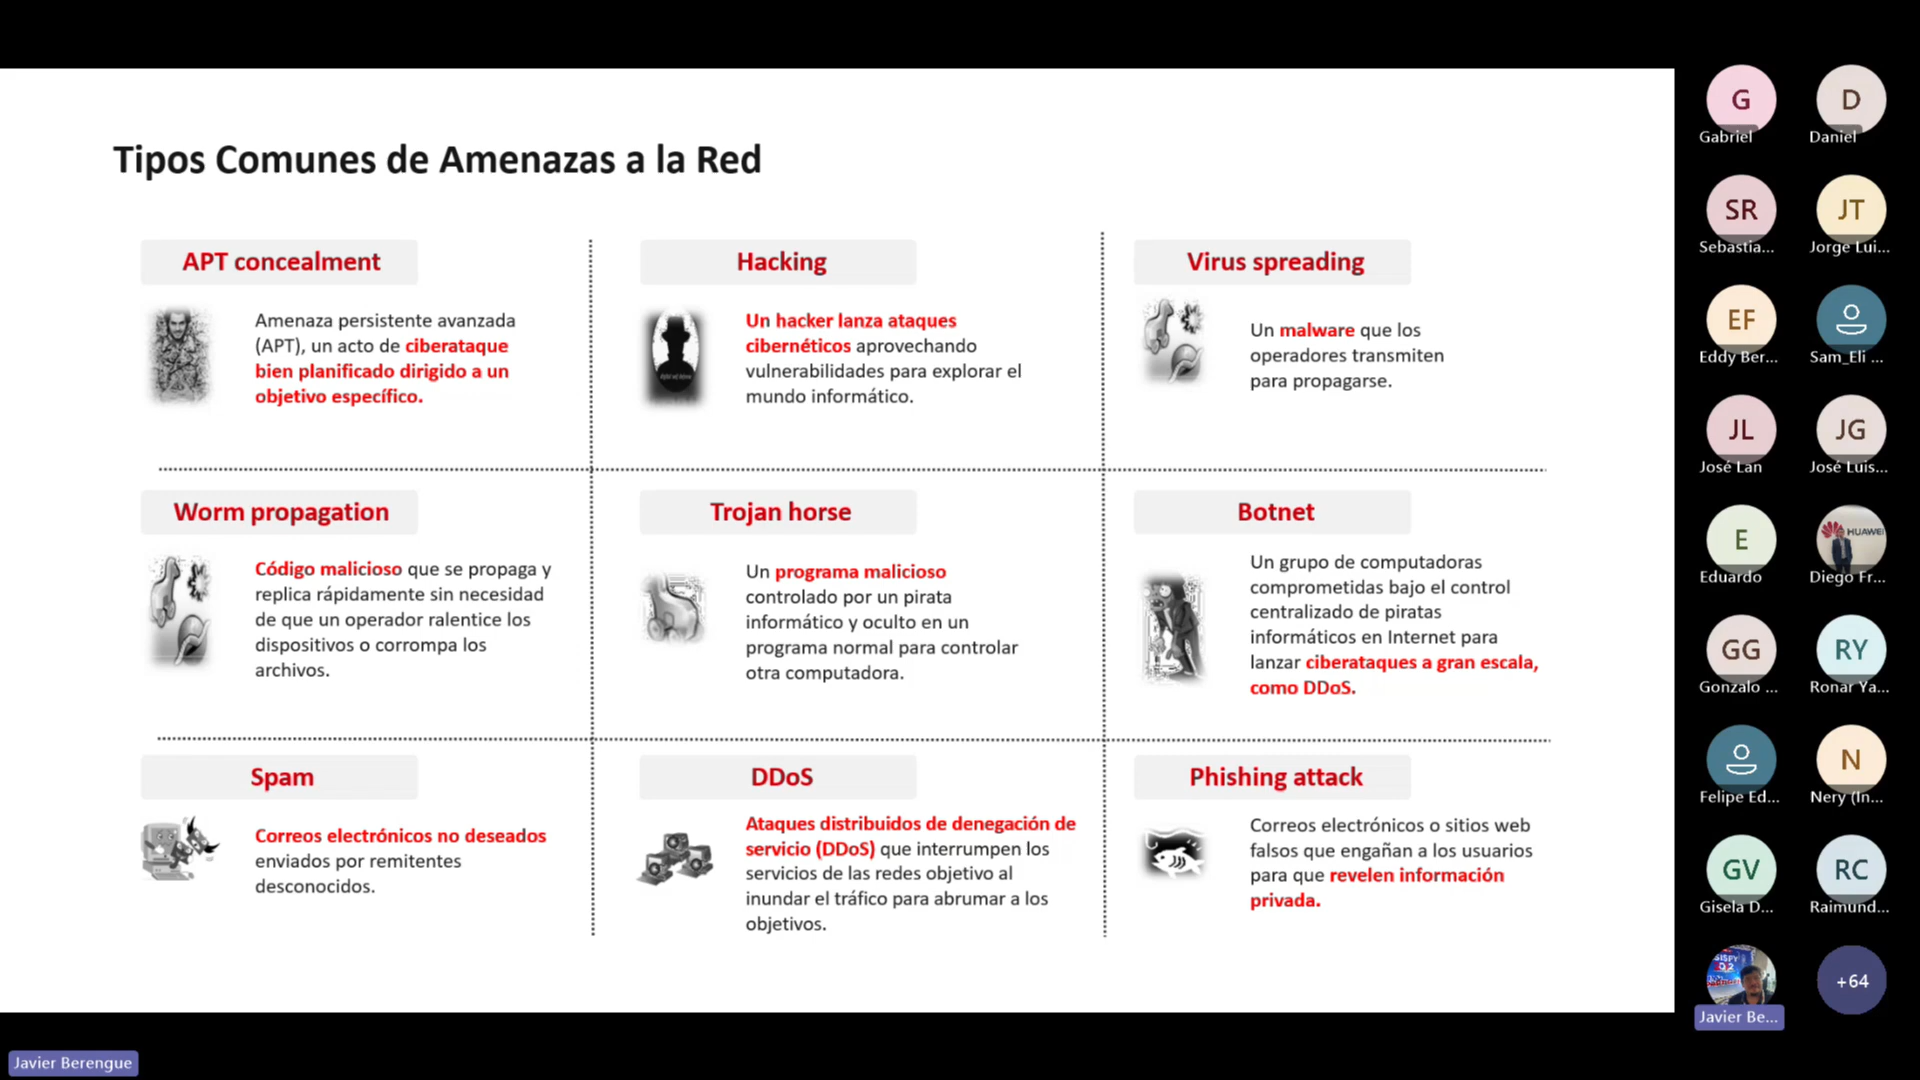 Tipos Comunes de Amenazas a la Red
APT concealment
Amenaza persistente avanzada
(APT), un acto de ciberataque
bien planificado dirigido a un
objetivo específico.
Hacking
Un hacker lanza ataques
cibernéticos aprovechando
vulnerabilidades para explorar el
mundo informático.
Virus spreading
Un malware que los
operadores transmiten
para propagarse.
Worm propagation
Código malicioso que se propaga y
replica rápidamente sin necesidad
de que un operador ralentice los
dispositivos o corrompa los
archivos.
Trojan horse
Un programa malicioso
controlado por un pirata
informático y oculto en un
programa normal para controlar
otra computadora.
Botnet
Un grupo de computadoras
comprometidas bajo el control
centralizado de piratas
informáticos en Internet para
lanzar ciberataques a gran escala,
como DDoS.
Spam
Correos electrónicos no deseados
enviados por remitentes
desconocidos.
DDoS
Ataques distribuidos de denegación de
servicio (DDoS) que interrumpen los
servicios de las redes objetivo al
inundar el tráfico para abrumar a los
objetivos.
Phishing attack
Correos electrónicos o sitios web
falsos que engañan a los usuarios
para que revelen información
privada.
G
Gabriel
D
Daniel
SR
Sebastia...
JT
Jorge Lui...
EF
Eddy Ber...
Sam_Eli ...
JL
José Lan
JG
José Luis...
E
Eduardo
HUAWEI
Diego Fr...
GG
Gonzalo ...
RY
Ronar Ya...
Felipe Ed...
N
Nery (In...
GV
Gisela D...
RC
Raimund...
Javier Be...
+64
Javier Berengue